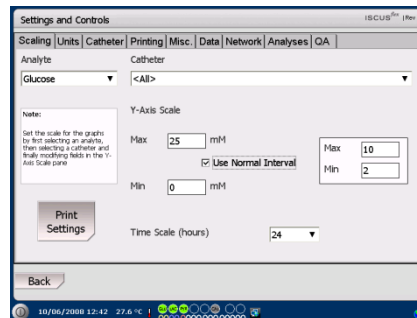 Settings and Controls
ISCUSflex |Rev
Scaling Units Catheter Printing Misc. Data Network Analyses QA
Analyte Catheter
Glucose <All>
Note:
Set the scale for the graphs
by first selecting an analyte,
then selecting a catheter and
finally modifying fields in the Y-
Axis Scale pane
Y-Axis Scale
Max 25 mM
Use Normal Interval
Max 10
Min 2
Min 0 mM
Print
Settings
Time Scale (hours) 24
Back
10/06/2008 12:42 27.6 °C